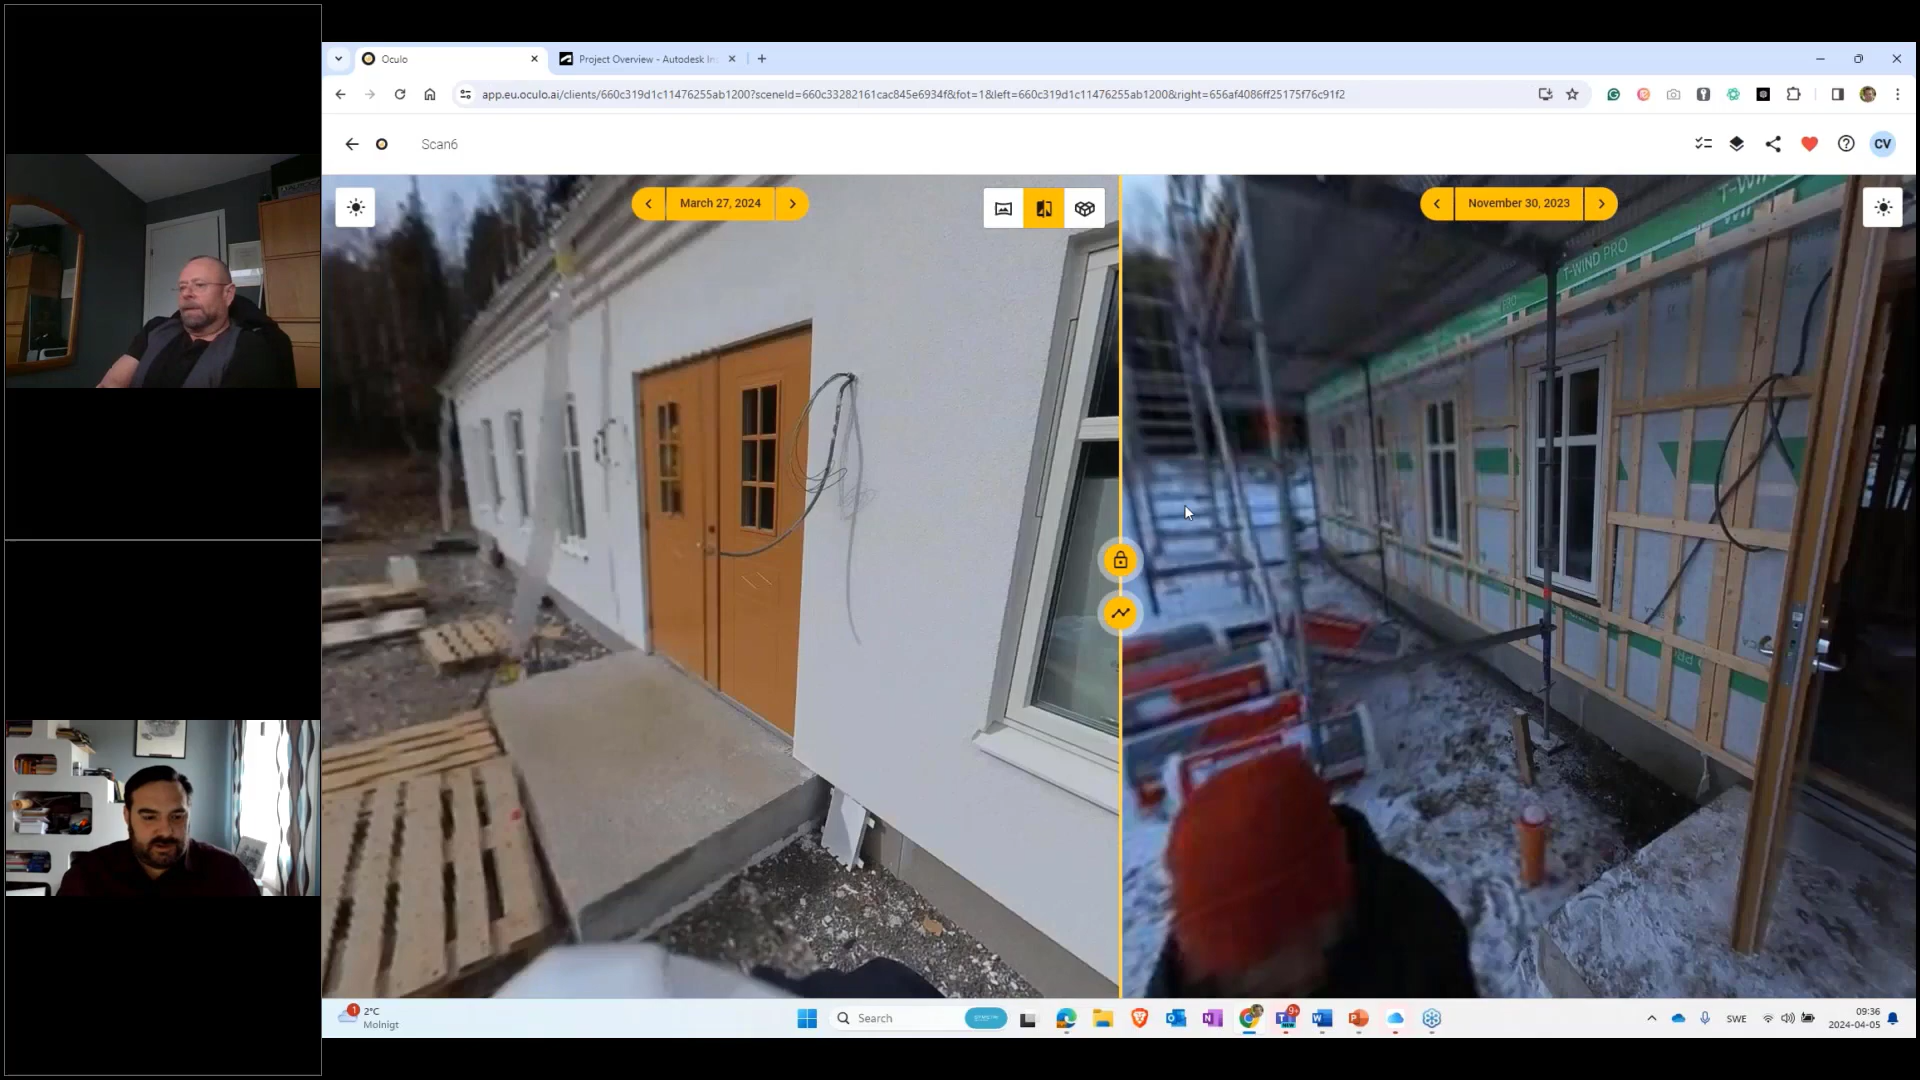 Oculo
Project Overview - Autodesk In
app.eu.oculo.ai/clients/660c319d1c11476255ab1200?sceneId=660c33282161cac845e6934f&fot=1&left=660c319d1c11476255ab1200&right=656af4086ff25175f76c91f2
Scan6
CV
March 27, 2024
November 30, 2023
T-WIND PRO
1
2°C
Molnigt
Search
9+
SWE
09:36
2024-04-05